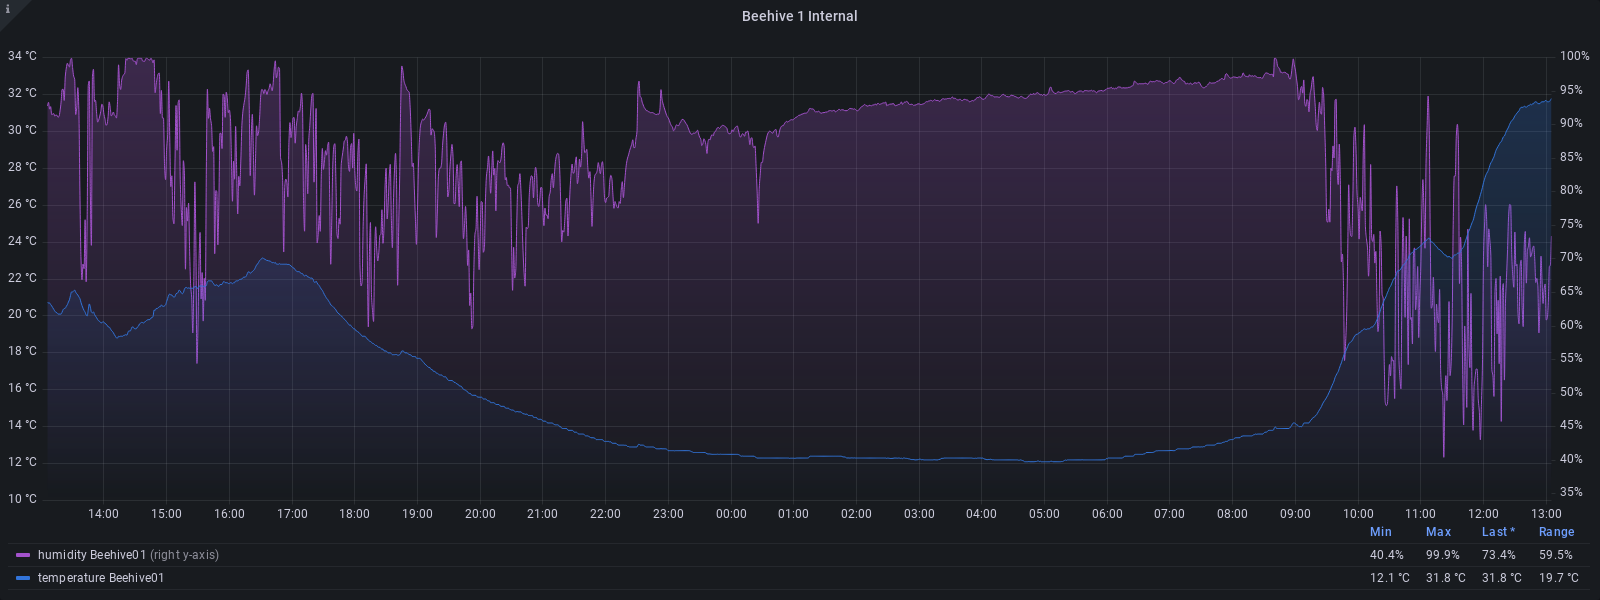 i
Beehive 1 Internal
34 °C 100%
32 °C 95%
30 °C 90%
28 °C 85%
26 °C 80%
24 °C 75%
22 °C 70%
20 °C 65%
18 °C 60%
16 °C 55%
14 °C 50%
12 °C 45%
10 °C 40%
35%
14:00 15:00 16:00 17:00 18:00 19:00 20:00 21:00 22:00 23:00 00:00 01:00 02:00 03:00 04:00 05:00 06:00 07:00 08:00 09:00 10:00 11:00 12:00 13:00
Min Max Last * Range
humidity Beehive01 (right y-axis) 40.4% 99.9% 73.4% 59.5%
temperature Beehive01 12.1 °C 31.8 °C 31.8 °C 19.7 °C